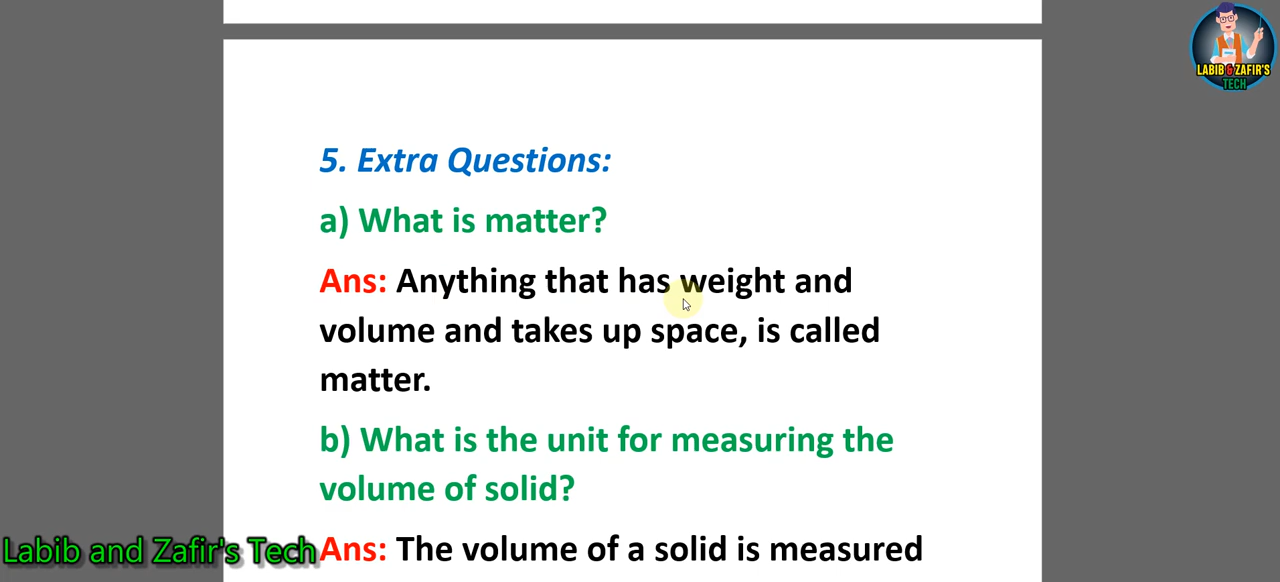 LABIB & ZAFIR'S
TECH
5. Extra Questions:
a) What is matter?
Ans: Anything that has weight and
volume and takes up space, is called
matter.
b) What is the unit for measuring the
volume of solid?
Labib and Zafir's Tech
Ans: The volume of a solid is measured